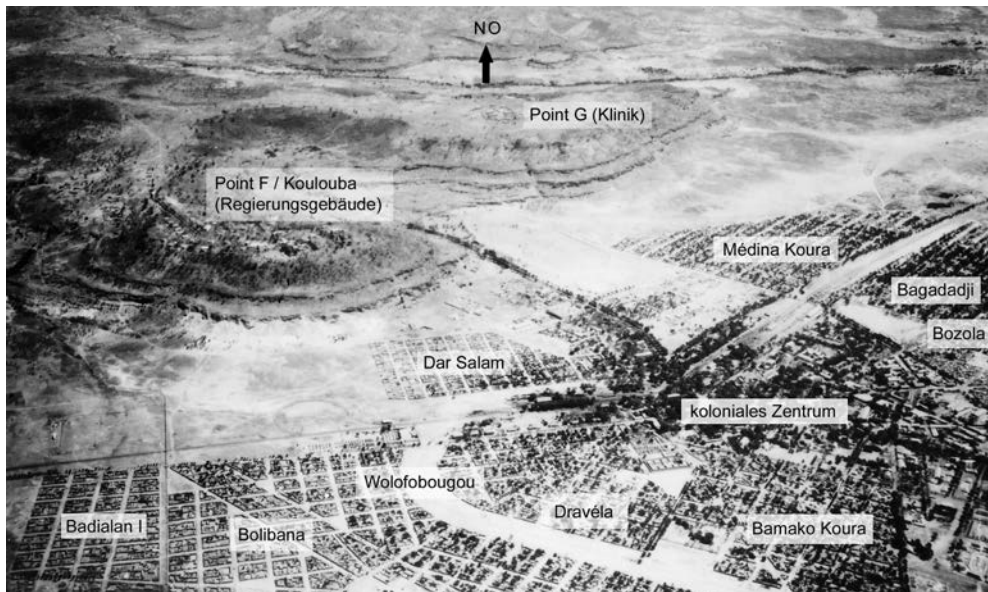 NO
Point G (Klinik)
Point F / Koulouba
(Regierungsgebäude)
Médina Koura
Bagadadji
Bozola
Dar Salam
koloniales Zentrum
Wolofobougou
Dravéla
Badialan I
Bolibana
Bamako Koura